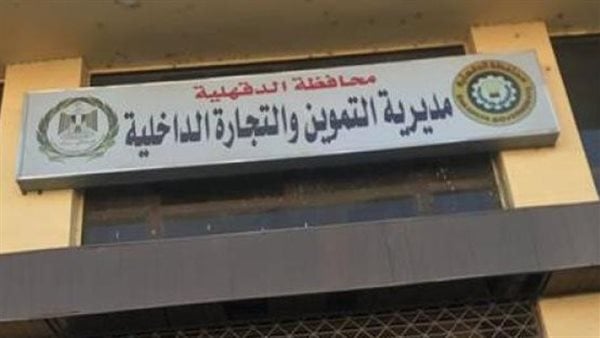 محافظة الدقهلية
مديرية التموين والتجارة الداخلية